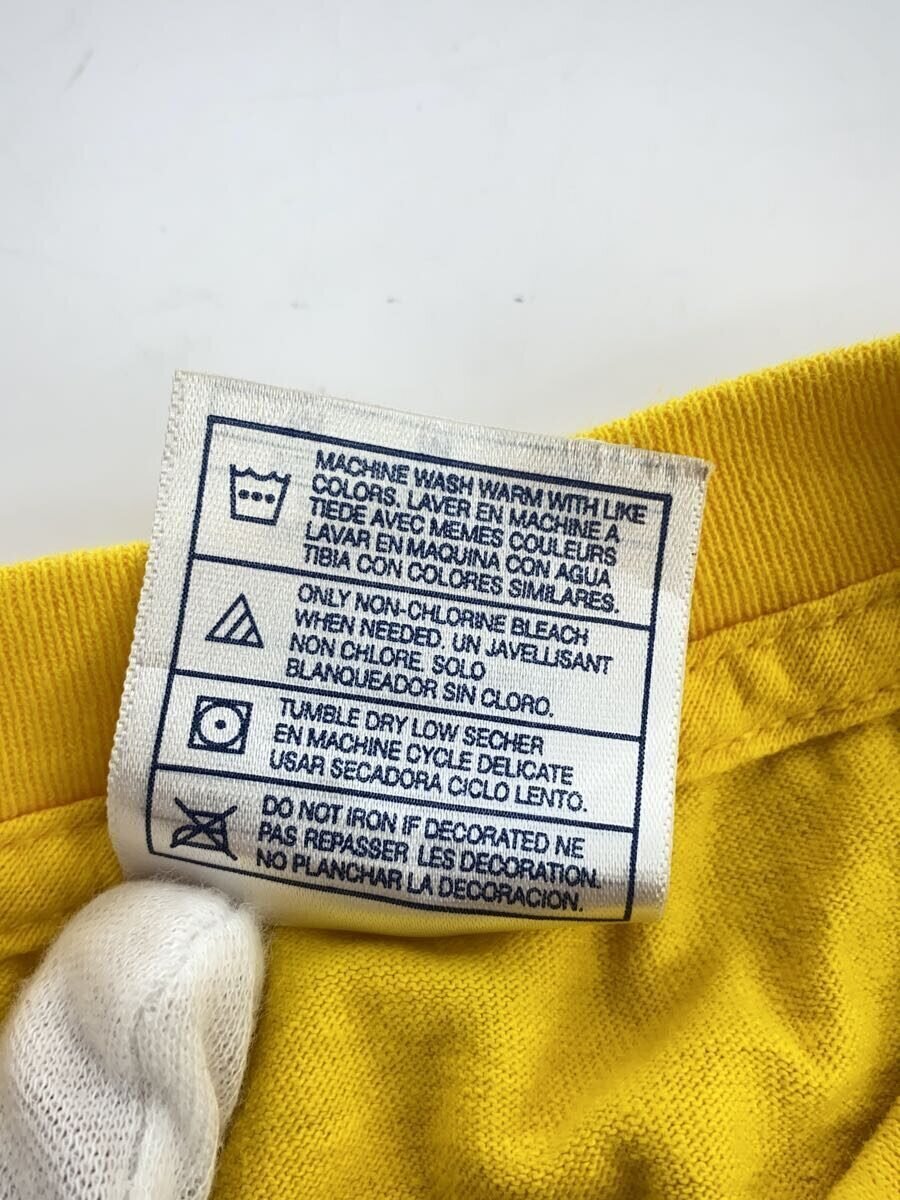 MACHINE WASH WARM WITH LIKE
COLORS. LAVER EN MACHINE A
TIEDE AVEC MEMES COULEURS
LAVAR EN MAQUINA CON AGUA
TIBIA CON COLORES SIMILARES.
ONLY NON-CHLORINE BLEACH
WHEN NEEDED. UN JAVELLISANT
NON CHLORE. SOLO
BLANQUEADOR SIN CLORO.
TUMBLE DRY LOW SECHER
EN MACHINE CYCLE DELICATE
USAR SECADORA CICLO LENTO.
DO NOT IRON IF DECORATED NE
PAS REPASSER LES DECORATION.
NO PLANCHAR LA DECORACION.